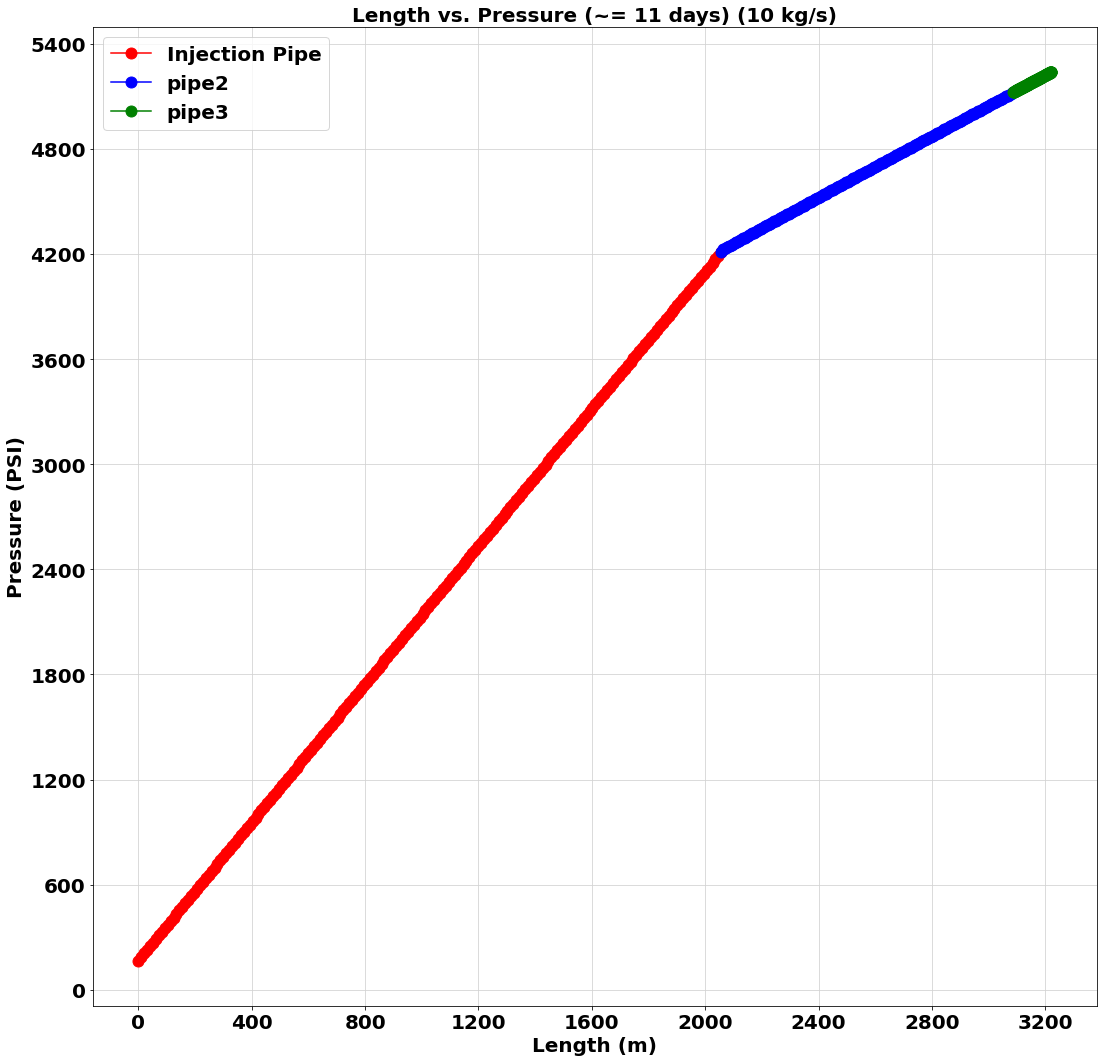 Length vs. Pressure (~= 11 days) (10 kg/s)
Injection Pipe
pipe2
pipe3
5400
4800
4200
3600
3000
2400
1800
1200
600
0
Pressure (PSI)
0 400 800 1200 1600 2000 2400 2800 3200
Length (m)